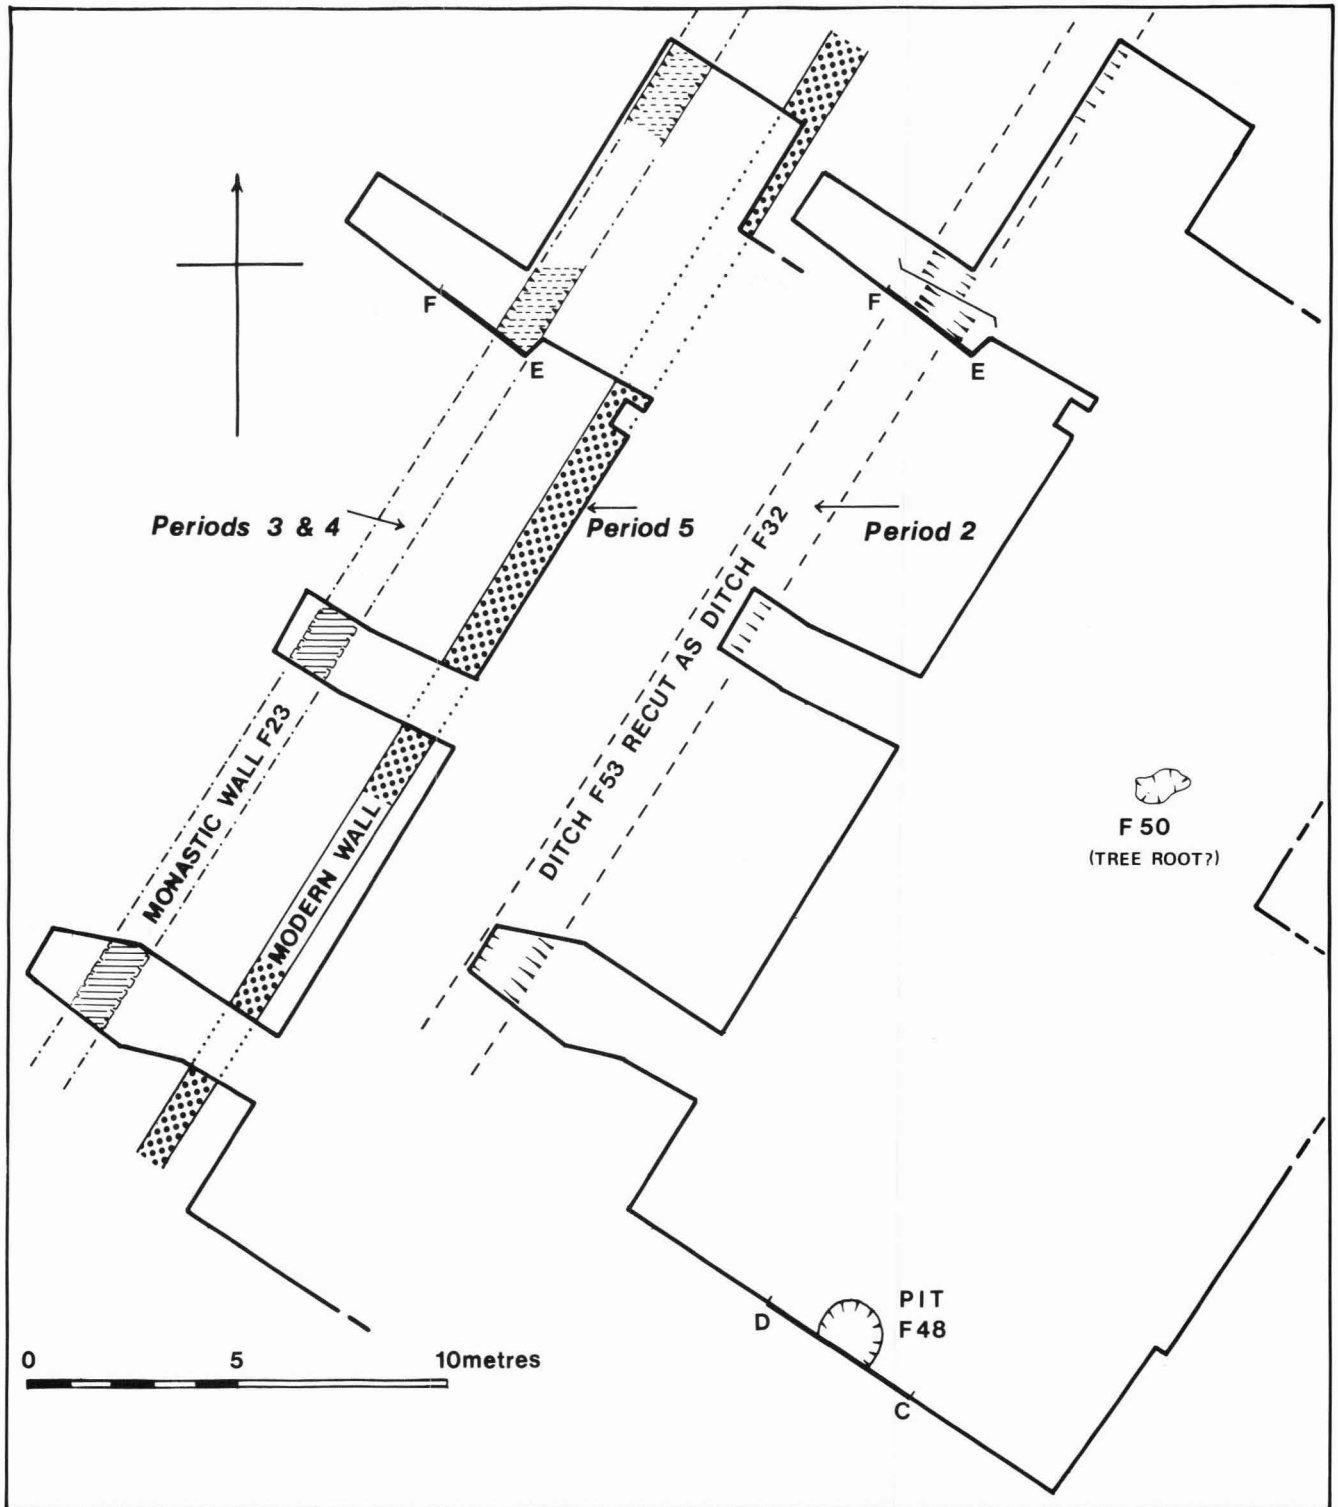 F
E
F
E
Periods 3 & 4
Period 5
Period 2
MONASTIC WALL F23
MODERN WALL
DITCH F53 RECUT AS DITCH F32
F 50
(TREE ROOT?)
PIT
F48
D
C
0 5 10metres